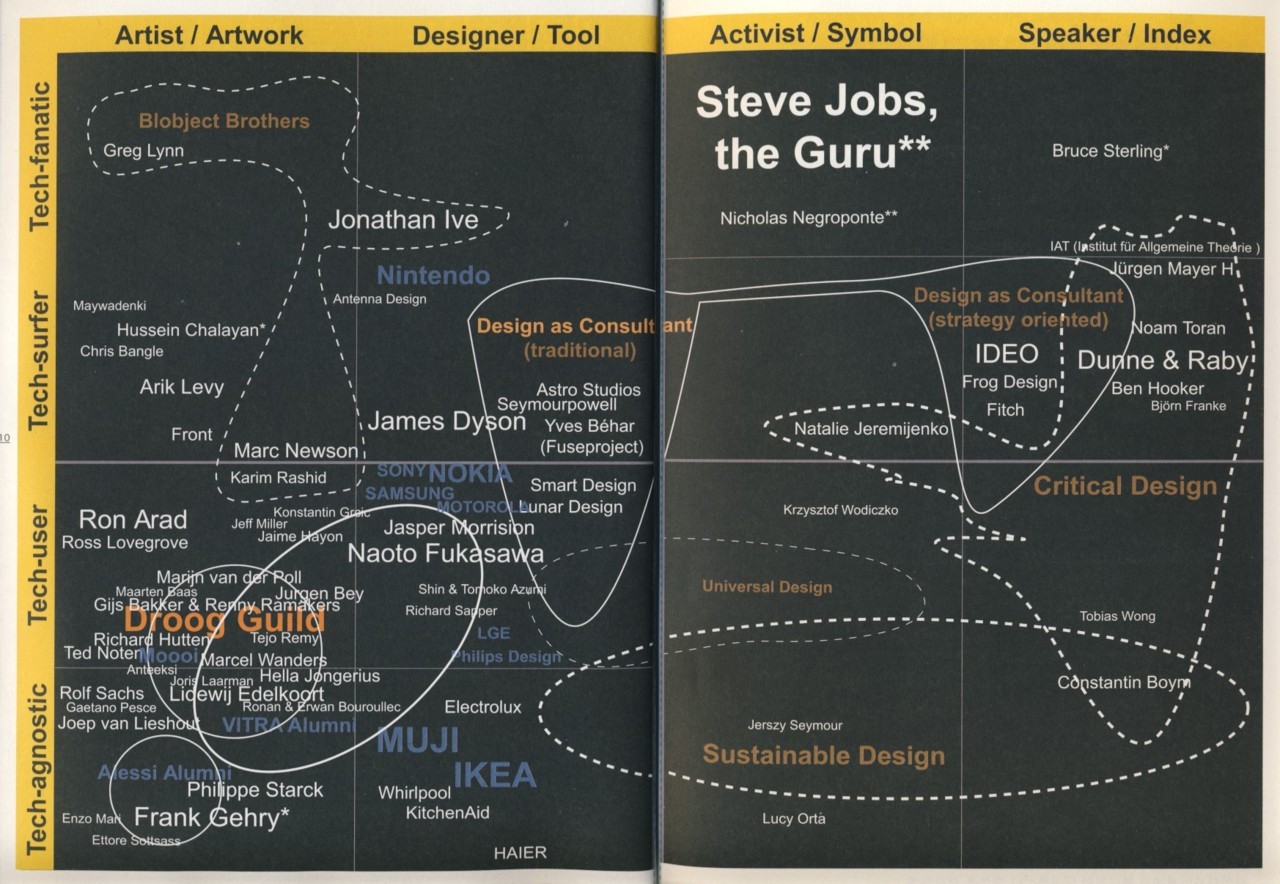 Artist / Artwork
Designer / Tool
Activist / Symbol
Speaker / Index
Tech-fanatic
Blobject Brothers
Greg Lynn
Jonathan Ive
Steve Jobs,
the Guru**
Nicholas Negroponte**
Bruce Sterling*
IAT (Institut für Allgemeine Theorie )
Tech-surfer
Maywadenki
Hussein Chalayan*
Chris Bangle
Arik Levy
Front
Marc Newson
Nintendo
Antenna Design
Design as Consultant
(traditional)
Astro Studios
Seymourpowell
James Dyson
Yves Béhar
(Fuseproject)
Design as Consultant
(strategy oriented)
IDEO
Frog Design
Fitch
Natalie Jeremijenko
Jürgen Mayer H.
Noam Toran
Dunne & Raby
Ben Hooker
Björn Franke
10
Tech-user
Karim Rashid
Konstantin Grcic
Ron Arad
Jeff Miller
Ross Lovegrove
Jaime Hayon
Marijn van der Poll
Maarten Baas
Jurgen Bey
Gijs Bakker & Renny Ramakers
Droog Guild
Richard Hutten
Tejo Remy
Ted Noten
Moooi
Marcel Wanders
SONY
NOKIA
SAMSUNG
MOTOROLA
Smart Design
Lunar Design
Jasper Morrision
Naoto Fukasawa
Shin & Tomoko Azumi
Richard Sapper
LGE
Philips Design
Krzysztof Wodiczko
Universal Design
Critical Design
Tobias Wong
Tech-agnostic
Anteeksi
Hella Jongerius
Joris Laarman
Rolf Sachs
Lidewij Edelkoort
Gaetano Pesce
Ronan & Erwan Bouroullec
Joep van Lieshout
VITRA Alumni
Alessi Alumni
Philippe Starck
Enzo Mari
Frank Gehry*
Ettore Sottsass
Electrolux
MUJI
IKEA
Whirlpool
KitchenAid
HAIER
Constantin Boym
Jerszy Seymour
Sustainable Design
Lucy Orta